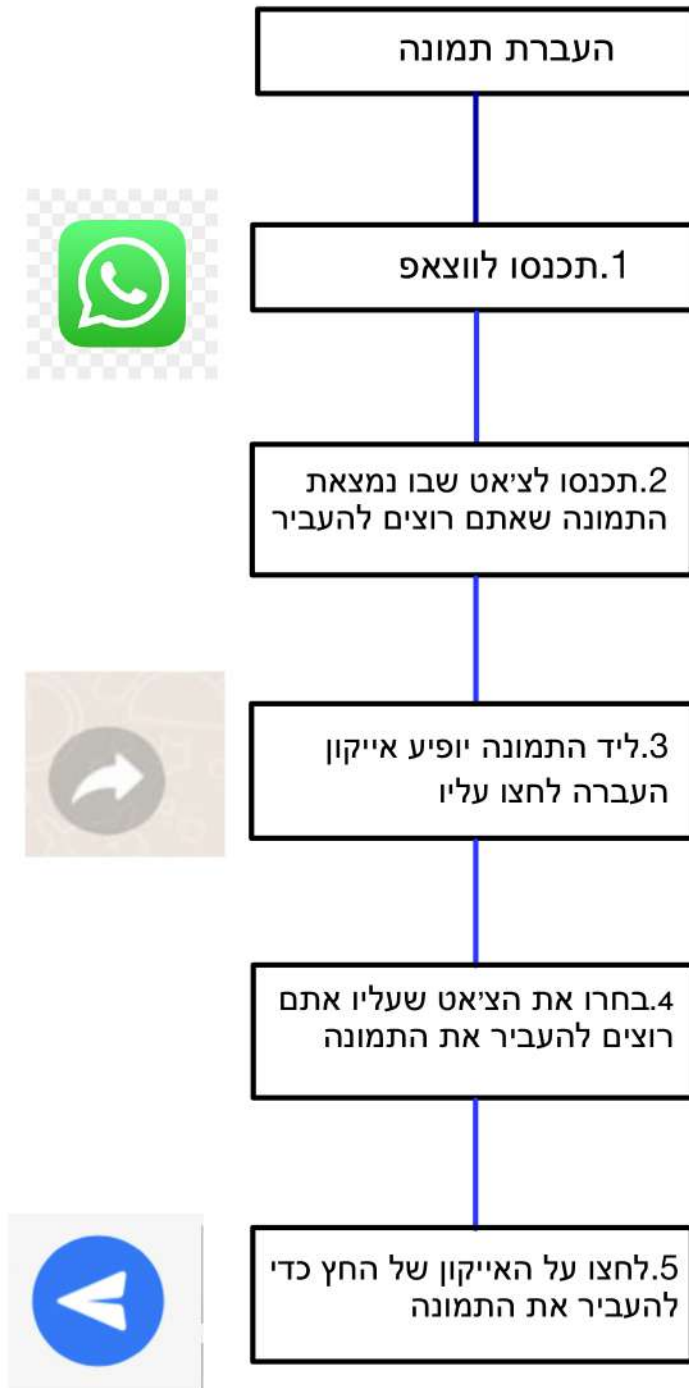 העברת תמונה
1.תכנסו לווצאפ
2.תכנסו לצ׳אט שבו נמצאת
התמונה שאתם רוצים להעביר
3.ליד התמונה יופיע אייקון
העברה לחצו עליו
4.בחרו את הצ׳אט שעליו אתם
רוצים להעביר את התמונה
5.לחצו על האייקון של החץ כדי
להעביר את התמונה